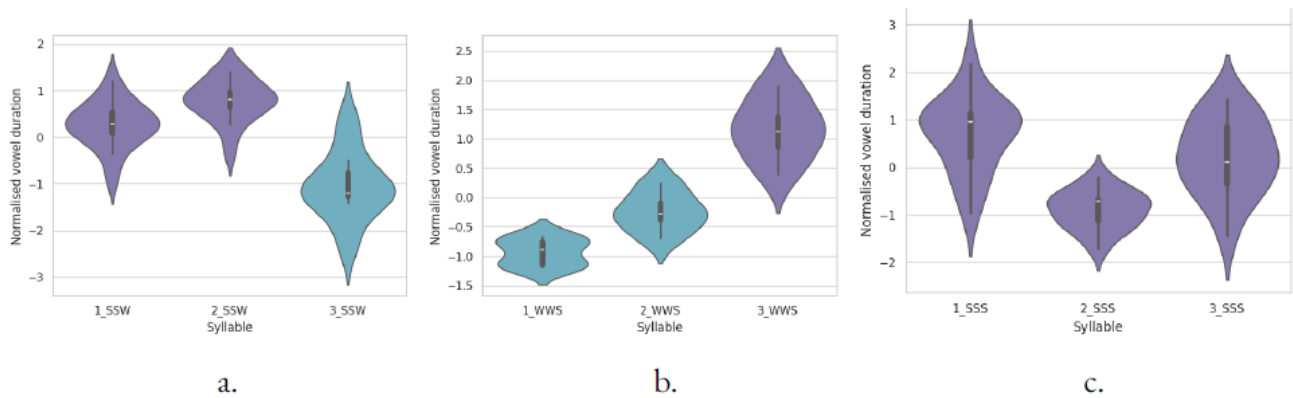 Normalised vowel duration
2
1
0
−1
−2
−3
1_SSW 2_SSW 3_SSW
Syllable
a.
Normalised vowel duration
2.5
2.0
1.5
1.0
0.5
0.0
−0.5
−1.0
−1.5
1_WWS 2_WWS 3_WWS
Syllable
b.
Normalised vowel duration
3
2
1
0
−1
−2
1_SSS 2_SSS 3_SSS
Syllable
c.